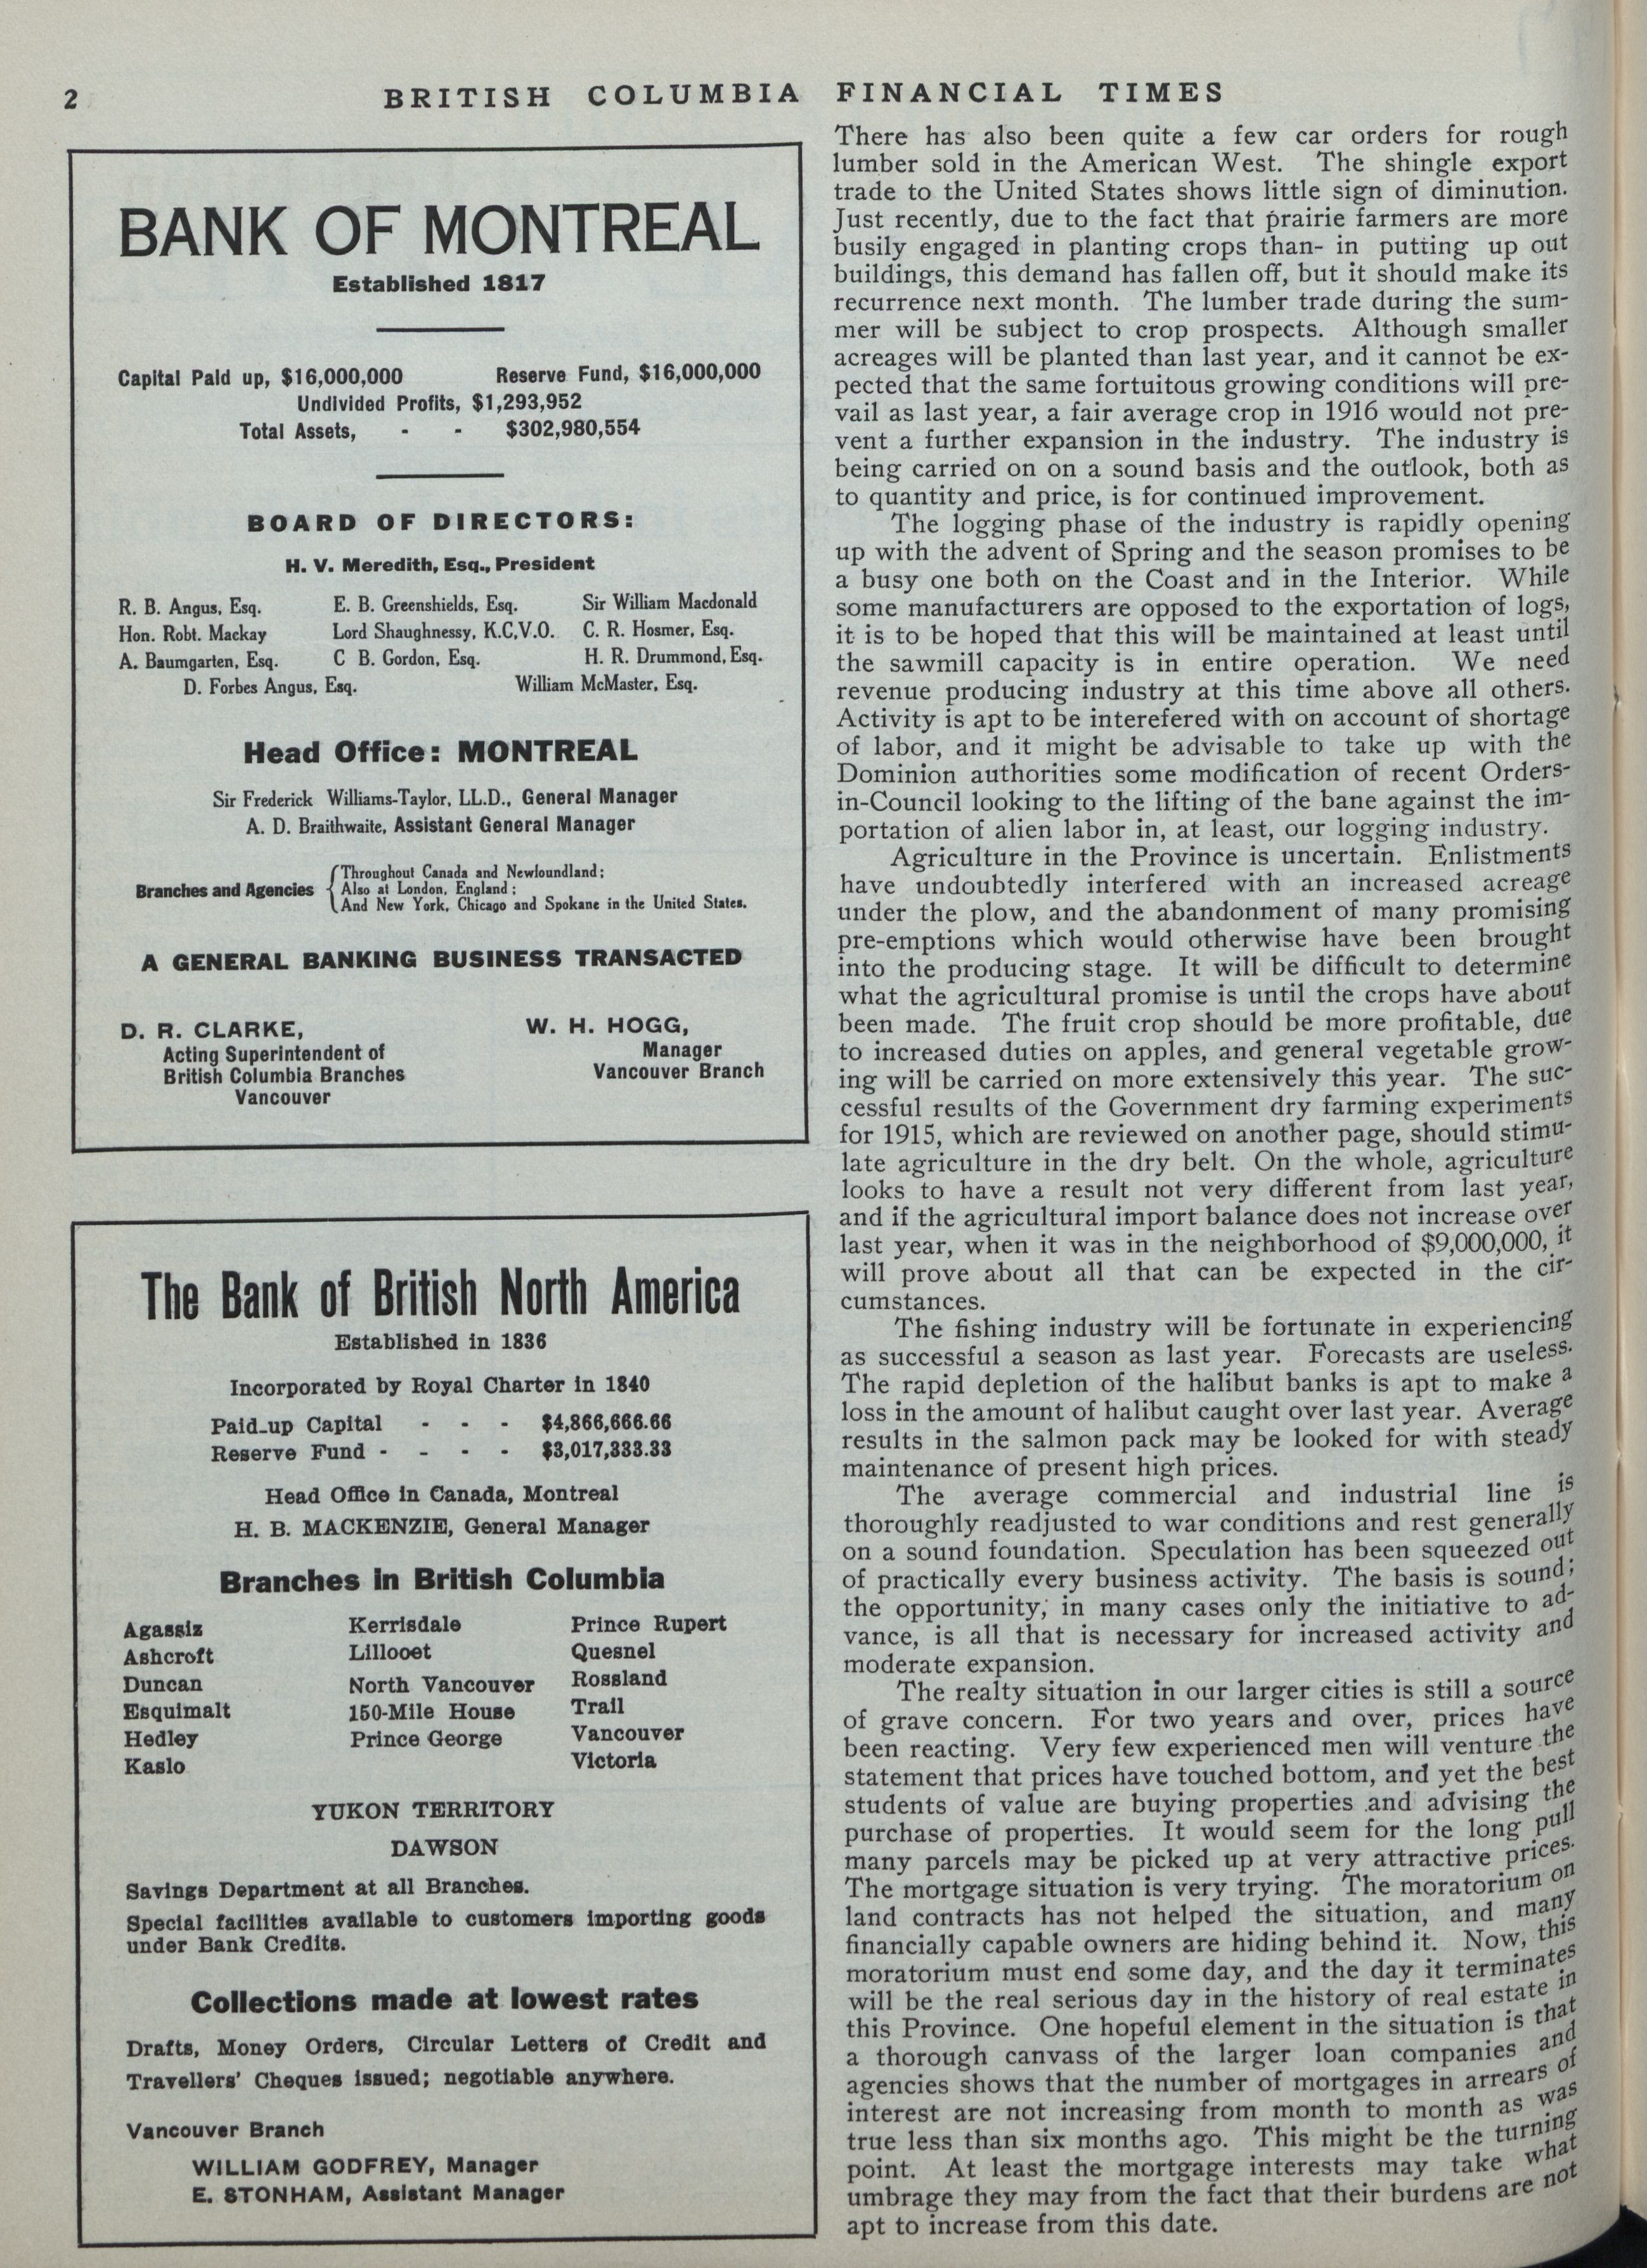 2
BRITISH COLUMBIA FINANCIAL TIMES
BANK OF MONTREAL
Established 1817
Capital Paid up, $16,000,000 Reserve Fund, $16,000,000
Undivided Profits, $1,293,952
Total Assets, - - $302,980,554
BOARD OF DIRECTORS:
H. V. Meredith, Esq., President
R. B. Angus, Esq. E. B. Greenshields, Esq. Sir William Macdonald
Hon. Robt. Mackay Lord Shaughnessy, K.C.V.O. C. R. Hosmer, Esq.
A. Baumgarten, Esq. C B. Gordon, Esq. H. R. Drummond, Esq.
D. Forbes Angus, Esq. William McMaster, Esq.
Head Office: MONTREAL
Sir Frederick Williams-Taylor, LL.D., General Manager
A. D. Braithwaite, Assistant General Manager
Branches and Agencies
Throughout Canada and Newfoundland;
Also at London, England;
And New York, Chicago and Spokane in the United States.
A GENERAL BANKING BUSINESS TRANSACTED
D. R. CLARKE,
Acting Superintendent of
British Columbia Branches
Vancouver
W. H. HOGG,
Manager
Vancouver Branch
The Bank of British North America
Established in 1836
Incorporated by Royal Charter in 1840
Paid-up Capital - - - $4,866,666.66
Reserve Fund - - - - $3,017,333.33
Head Office in Canada, Montreal
H. B. MACKENZIE, General Manager
Branches in British Columbia
Agassiz Kerrisdale Prince Rupert
Ashcroft Lillooet Quesnel
Duncan North Vancouver Rossland
Esquimalt 150-Mile House Trail
Hedley Prince George Vancouver
Kaslo Victoria
YUKON TERRITORY
DAWSON
Savings Department at all Branches.
Special facilities available to customers importing goods
under Bank Credits.
Collections made at lowest rates
Drafts, Money Orders, Circular Letters of Credit and
Travellers' Cheques issued; negotiable anywhere.
Vancouver Branch
WILLIAM GODFREY, Manager
E. STONHAM, Assistant Manager
There has also been quite a few car orders for rough
lumber sold in the American West. The shingle export
trade to the United States shows little sign of diminution.
Just recently, due to the fact that prairie farmers are more
busily engaged in planting crops than- in putting up out
buildings, this demand has fallen off, but it should make its
recurrence next month. The lumber trade during the sum-
mer will be subject to crop prospects. Although smaller
acreages will be planted than last year, and it cannot be ex-
pected that the same fortuitous growing conditions will pre-
vail as last year, a fair average crop in 1916 would not pre-
vent a further expansion in the industry. The industry is
being carried on on a sound basis and the outlook, both as
to quantity and price, is for continued improvement.
The logging phase of the industry is rapidly opening
up with the advent of Spring and the season promises to be
a busy one both on the Coast and in the Interior. While
some manufacturers are opposed to the exportation of logs,
it is to be hoped that this will be maintained at least until
the sawmill capacity is in entire operation. We need
revenue producing industry at this time above all others.
Activity is apt to be interefered with on account of shortage
of labor, and it might be advisable to take up with the
Dominion authorities some modification of recent Orders-
in-Council looking to the lifting of the bane against the im-
portation of alien labor in, at least, our logging industry.
Agriculture in the Province is uncertain. Enlistments
have undoubtedly interfered with an increased acreage
under the plow, and the abandonment of many promising
pre-emptions which would otherwise have been brought
into the producing stage. It will be difficult to determine
what the agricultural promise is until the crops have about
been made. The fruit crop should be more profitable, due
to increased duties on apples, and general vegetable grow-
ing will be carried on more extensively this year. The suc-
cessful results of the Government dry farming experiments
for 1915, which are reviewed on another page, should stimu-
late agriculture in the dry belt. On the whole, agriculture
looks to have a result not very different from last year,
and if the agricultural import balance does not increase over
last year, when it was in the neighborhood of $9,000,000, it
will prove about all that can be expected in the cir-
cumstances.
The fishing industry will be fortunate in experiencing
as successful a season as last year. Forecasts are useless.
The rapid depletion of the halibut banks is apt to make a
loss in the amount of halibut caught over last year. Average
results in the salmon pack may be looked for with steady
maintenance of present high prices.
The average commercial and industrial line is
thoroughly readjusted to war conditions and rest generally
on a sound foundation. Speculation has been squeezed out
of practically every business activity. The basis is sound;
the opportunity, in many cases only the initiative to ad-
vance, is all that is necessary for increased activity and
moderate expansion.
The realty situation in our larger cities is still a source
of grave concern. For two years and over, prices have
been reacting. Very few experienced men will venture the
statement that prices have touched bottom, and yet the best
students of value are buying properties and advising the
purchase of properties. It would seem for the long pull
many parcels may be picked up at very attractive prices.
The mortgage situation is very trying. The moratorium on
land contracts has not helped the situation, and many
financially capable owners are hiding behind it. Now, this
moratorium must end some day, and the day it terminates
will be the real serious day in the history of real estate in
this Province. One hopeful element in the situation is that
a thorough canvass of the larger loan companies and
agencies shows that the number of mortgages in arrears of
interest are not increasing from month to month as was
true less than six months ago. This might be the turning
point. At least the mortgage interests may take what
umbrage they may from the fact that their burdens are not
apt to increase from this date.